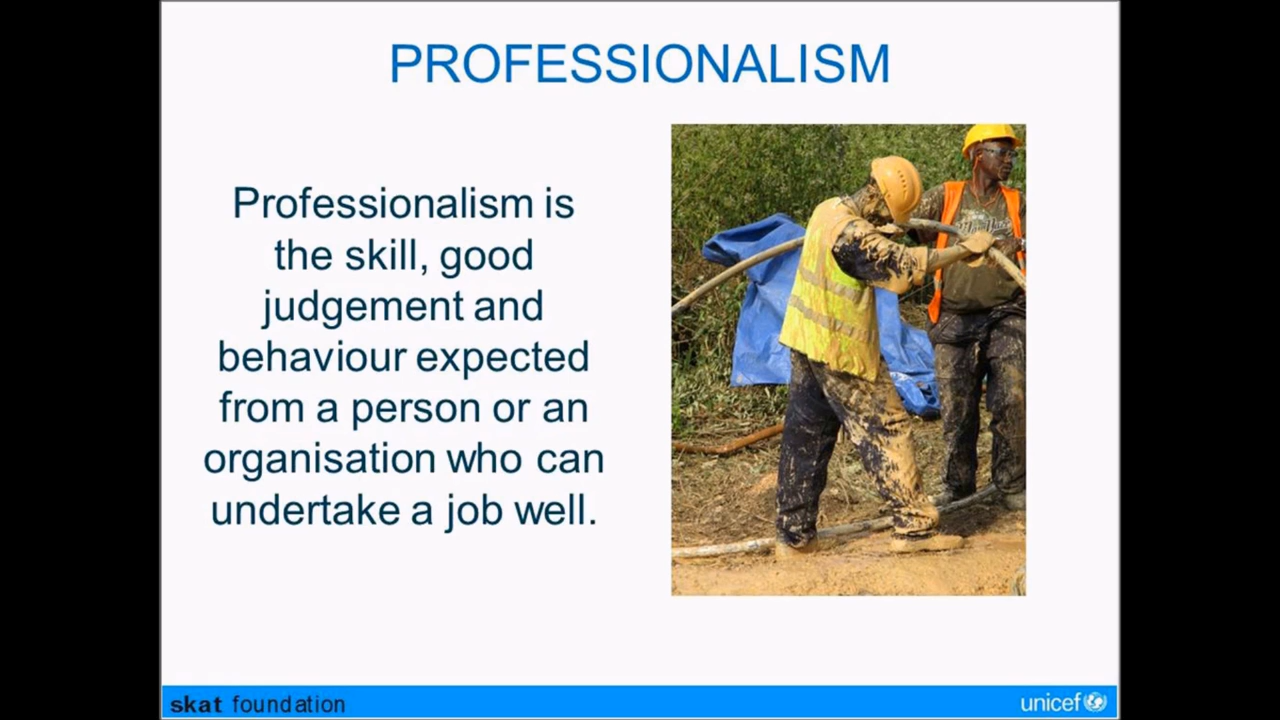 PROFESSIONALISM
Professionalism is
the skill, good
judgement and
behaviour expected
from a person or an
organisation who can
undertake a job well.
skat foundation
unicef